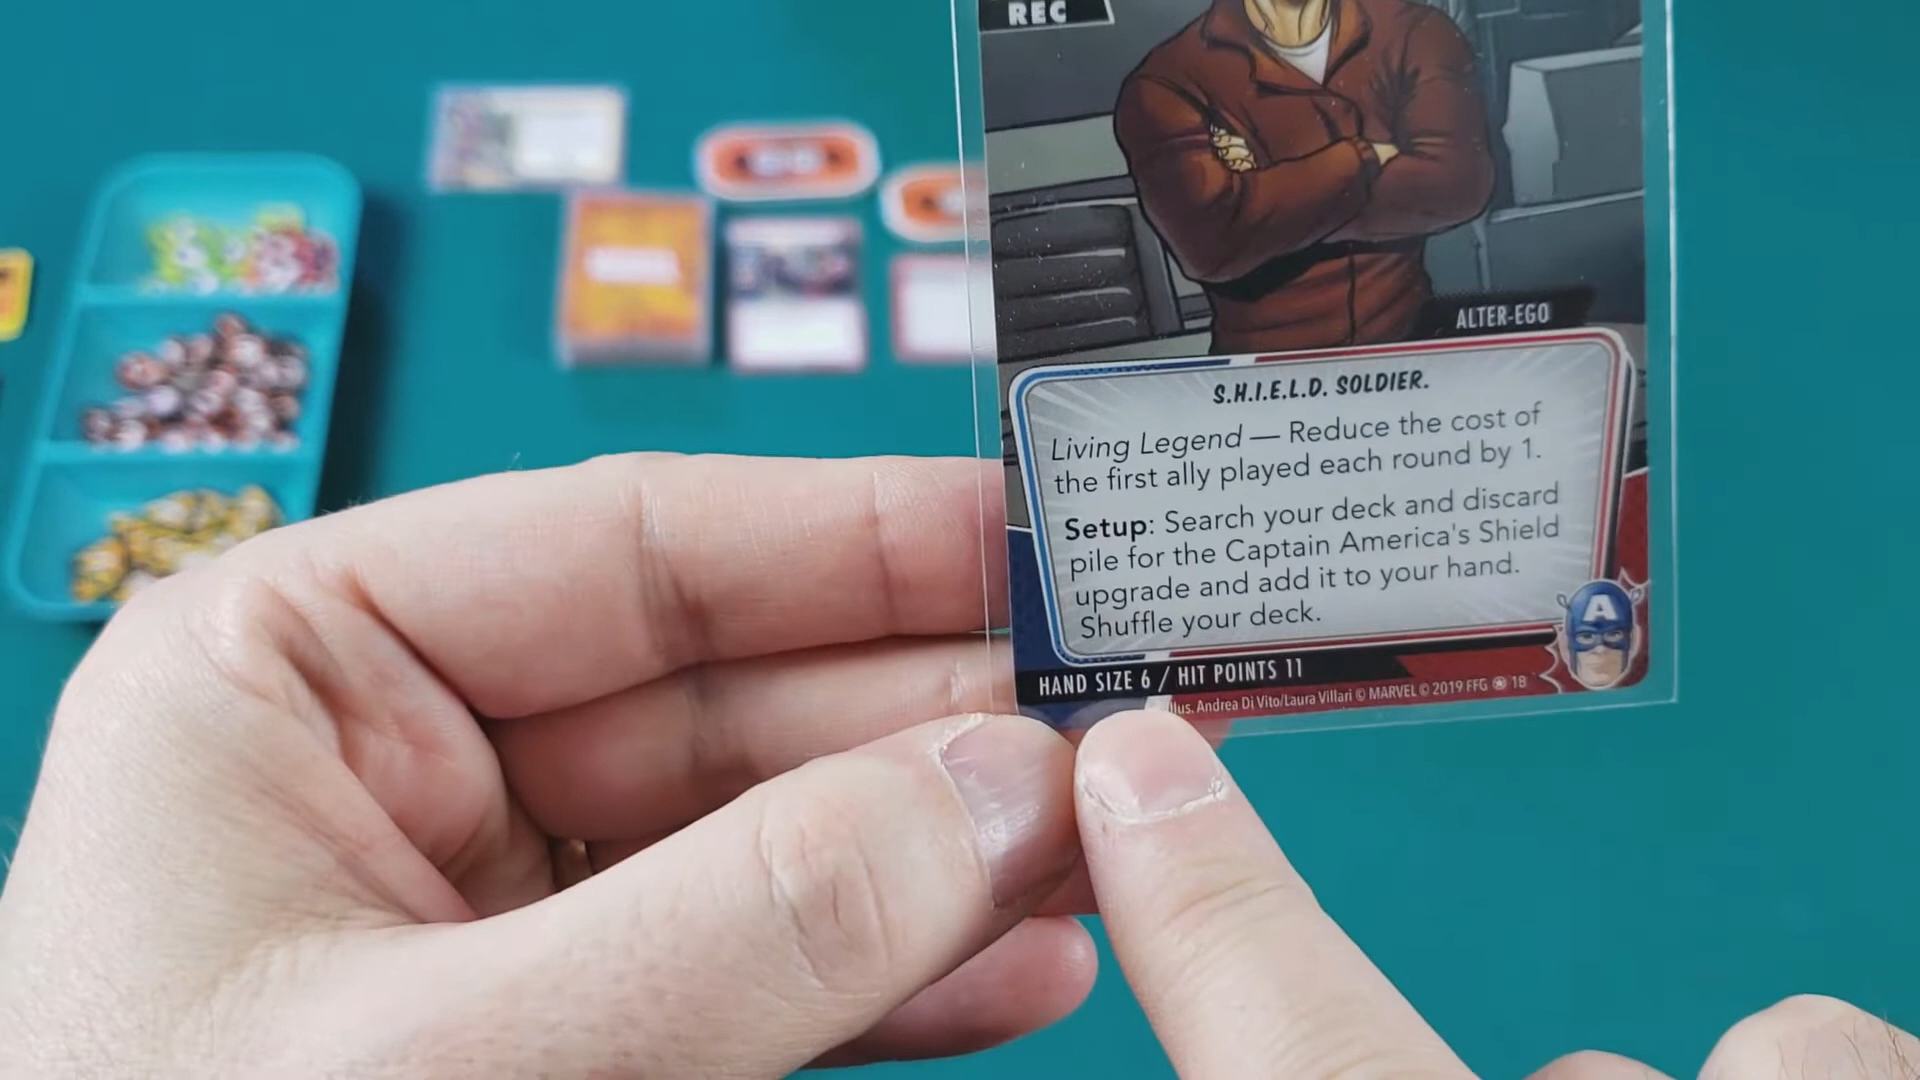 REC
ALTER-EGO
S.H.I.E.L.D. SOLDIER.
Living Legend — Reduce the cost of
the first ally played each round by 1.
Setup: Search your deck and discard
pile for the Captain America's Shield
upgrade and add it to your hand.
Shuffle your deck.
A
HAND SIZE 6 / HIT POINTS 11
llus. Andrea Di Vito/Laura Villari © MARVEL © 2019 FFG 18